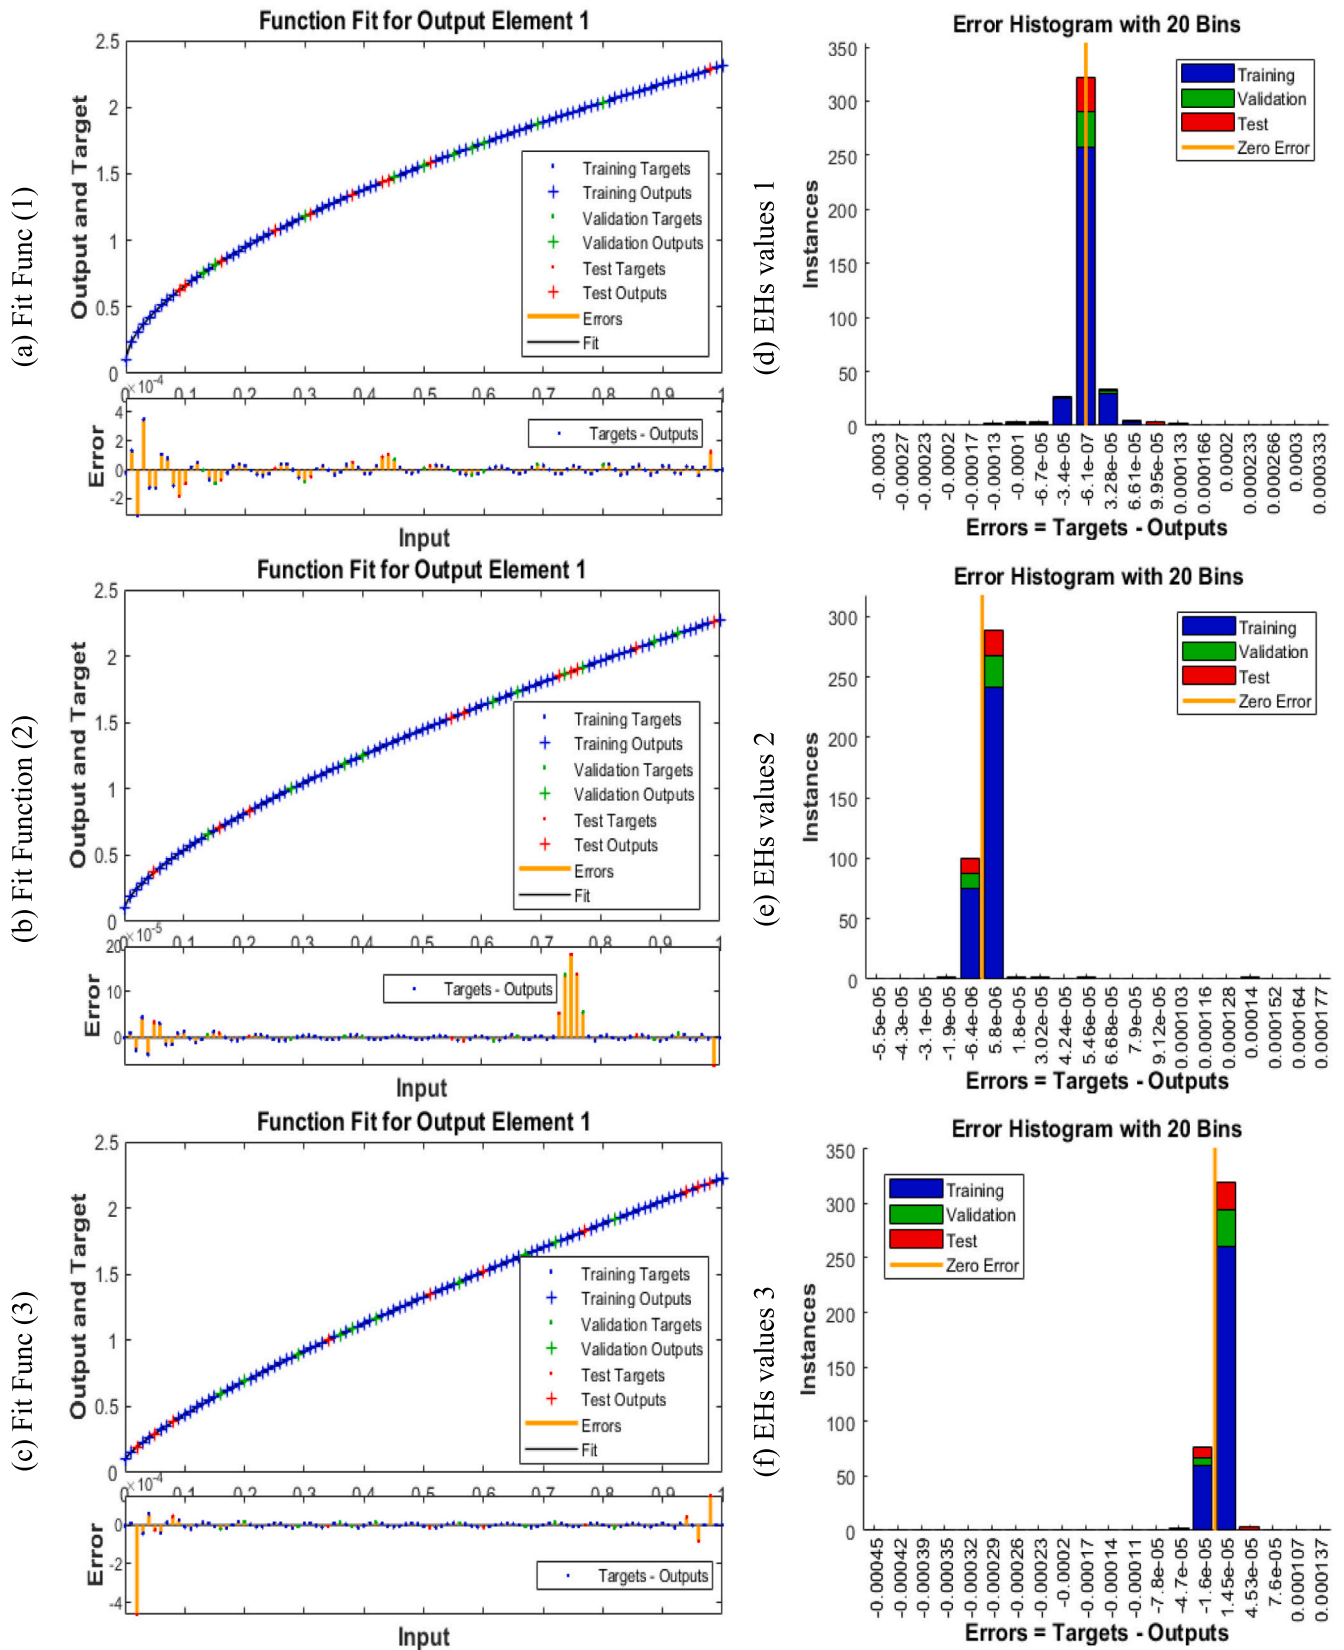 (a) Fit Func (1)
Function Fit for Output Element 1
Output and Target
2.5
2
1.5
1
0.5
0
Training Targets
Training Outputs
Validation Targets
Validation Outputs
Test Targets
Test Outputs
Errors
Fit
0 0.1 0.2 0.3 0.4 0.5 0.6 0.7 0.8 0.9 1
×10-4
Error
4
2
0
-2
Targets - Outputs
Input
(d) EHs values 1
Error Histogram with 20 Bins
Instances
350
300
250
200
150
100
50
0
Training
Validation
Test
Zero Error
-0.0003
-0.00027
-0.00023
-0.0002
-0.00017
-0.00013
-0.0001
-6.7e-05
-3.4e-05
-6.1e-07
3.28e-05
6.61e-05
9.95e-05
0.000133
0.000166
0.0002
0.000233
0.000266
0.0003
0.000333
Errors = Targets - Outputs
(b) Fit Function (2)
Function Fit for Output Element 1
Output and Target
2.5
2
1.5
1
0.5
0
Training Targets
Training Outputs
Validation Targets
Validation Outputs
Test Targets
Test Outputs
Errors
Fit
0 0.1 0.2 0.3 0.4 0.5 0.6 0.7 0.8 0.9 1
×10-5
Error
20
10
0
Targets - Outputs
Input
(e) EHs values 2
Error Histogram with 20 Bins
Instances
300
250
200
150
100
50
0
Training
Validation
Test
Zero Error
-5.5e-05
-4.3e-05
-3.1e-05
-1.9e-05
-6.4e-06
5.8e-06
1.8e-05
3.02e-05
4.24e-05
5.46e-05
6.68e-05
7.9e-05
9.12e-05
0.000103
0.000116
0.000128
0.00014
0.000152
0.000164
0.000177
Errors = Targets - Outputs
(c) Fit Func (3)
Function Fit for Output Element 1
Output and Target
2.5
2
1.5
1
0.5
0
Training Targets
Training Outputs
Validation Targets
Validation Outputs
Test Targets
Test Outputs
Errors
Fit
0 0.1 0.2 0.3 0.4 0.5 0.6 0.7 0.8 0.9 1
×10-4
Error
0
-2
-4
Targets - Outputs
Input
(f) EHs values 3
Error Histogram with 20 Bins
Instances
350
300
250
200
150
100
50
0
Training
Validation
Test
Zero Error
-0.00045
-0.00042
-0.00039
-0.00035
-0.00032
-0.00029
-0.00026
-0.00023
-0.0002
-0.00017
-0.00014
-0.00011
-7.8e-05
-4.7e-05
-1.6e-05
1.45e-05
4.53e-05
7.6e-05
0.000107
0.000137
Errors = Targets - Outputs